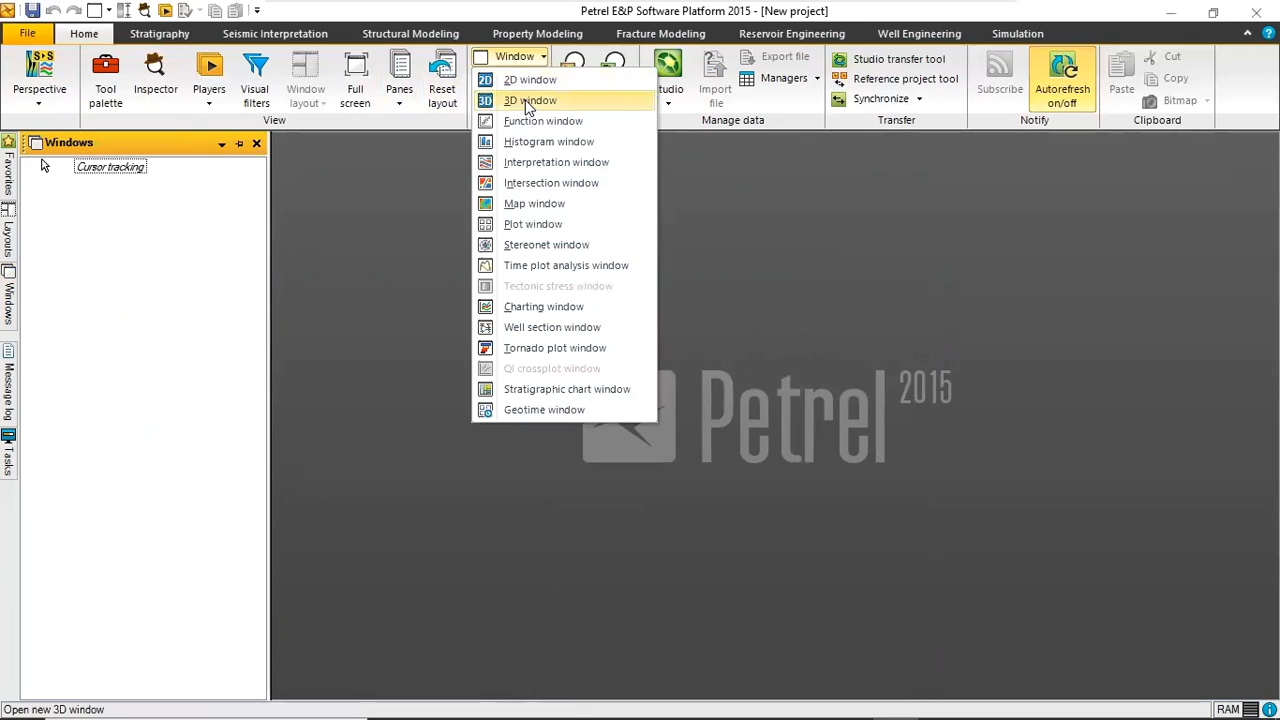 Petrel E&P Software Platform 2015 - [New project]
File Home Stratigraphy Seismic Interpretation Structural Modeling Property Modeling Fracture Modeling Reservoir Engineering Well Engineering Simulation
Perspective
Tool palette
Inspector
Players
Visual filters
Window layout
Full screen
Panes
Reset layout
View
Window
Import file
Export file
Managers
Manage data
Studio transfer tool
Reference project tool
Synchronize
Transfer
Subscribe
Autorefresh on/off
Notify
Paste
Cut
Copy
Bitmap
Clipboard
2D 2D window
3D 3D window
Function window
Histogram window
Interpretation window
Intersection window
Map window
Plot window
Stereonet window
Time plot analysis window
Tectonic stress window
Charting window
Well section window
Tornado plot window
QI crossplot window
Stratigraphic chart window
Geotime window
Favorites
Layouts
Windows
Message log
Tasks
Windows
Cursor tracking
Petrel 2015
Open new 3D window
RAM